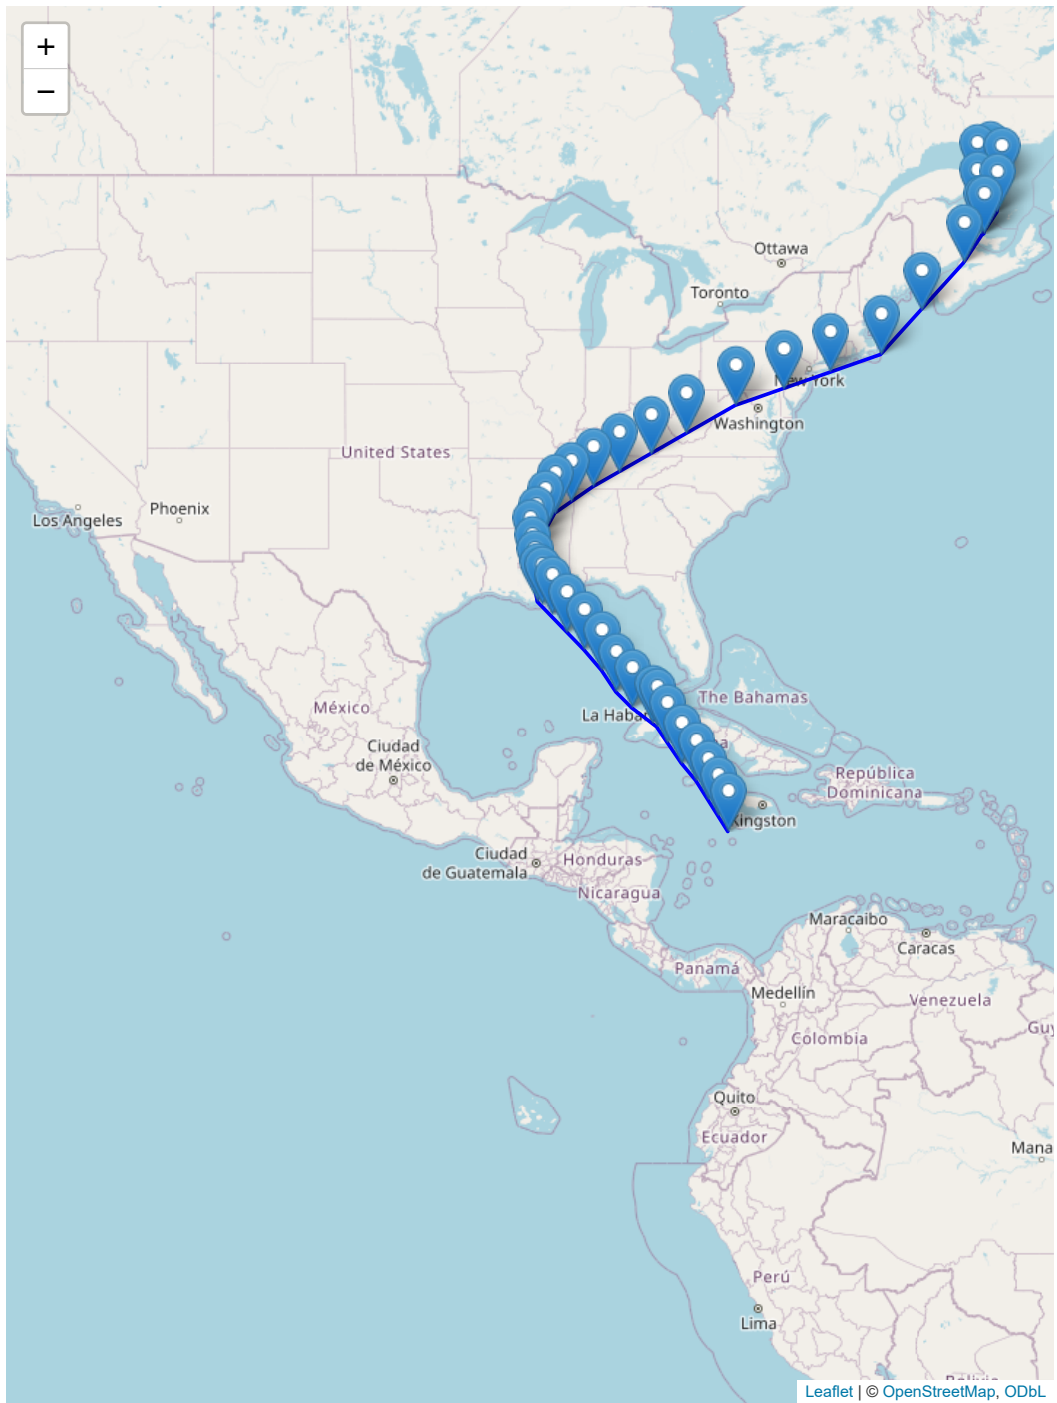 +
−
Ottawa
Toronto
New York
Washington
United States
Los Angeles
Phoenix
The Bahamas
La Haba
México
Ciudad
de México
República
Dominicana
Kingston
Ciudad
de Guatemala
Honduras
Nicaragua
Maracaibo
Caracas
Panamá
Medellín
Venezuela
Guy
Colombia
Quito
Ecuador
Mana
Perú
Lima
Bolivia
Leaflet | © OpenStreetMap, ODbL